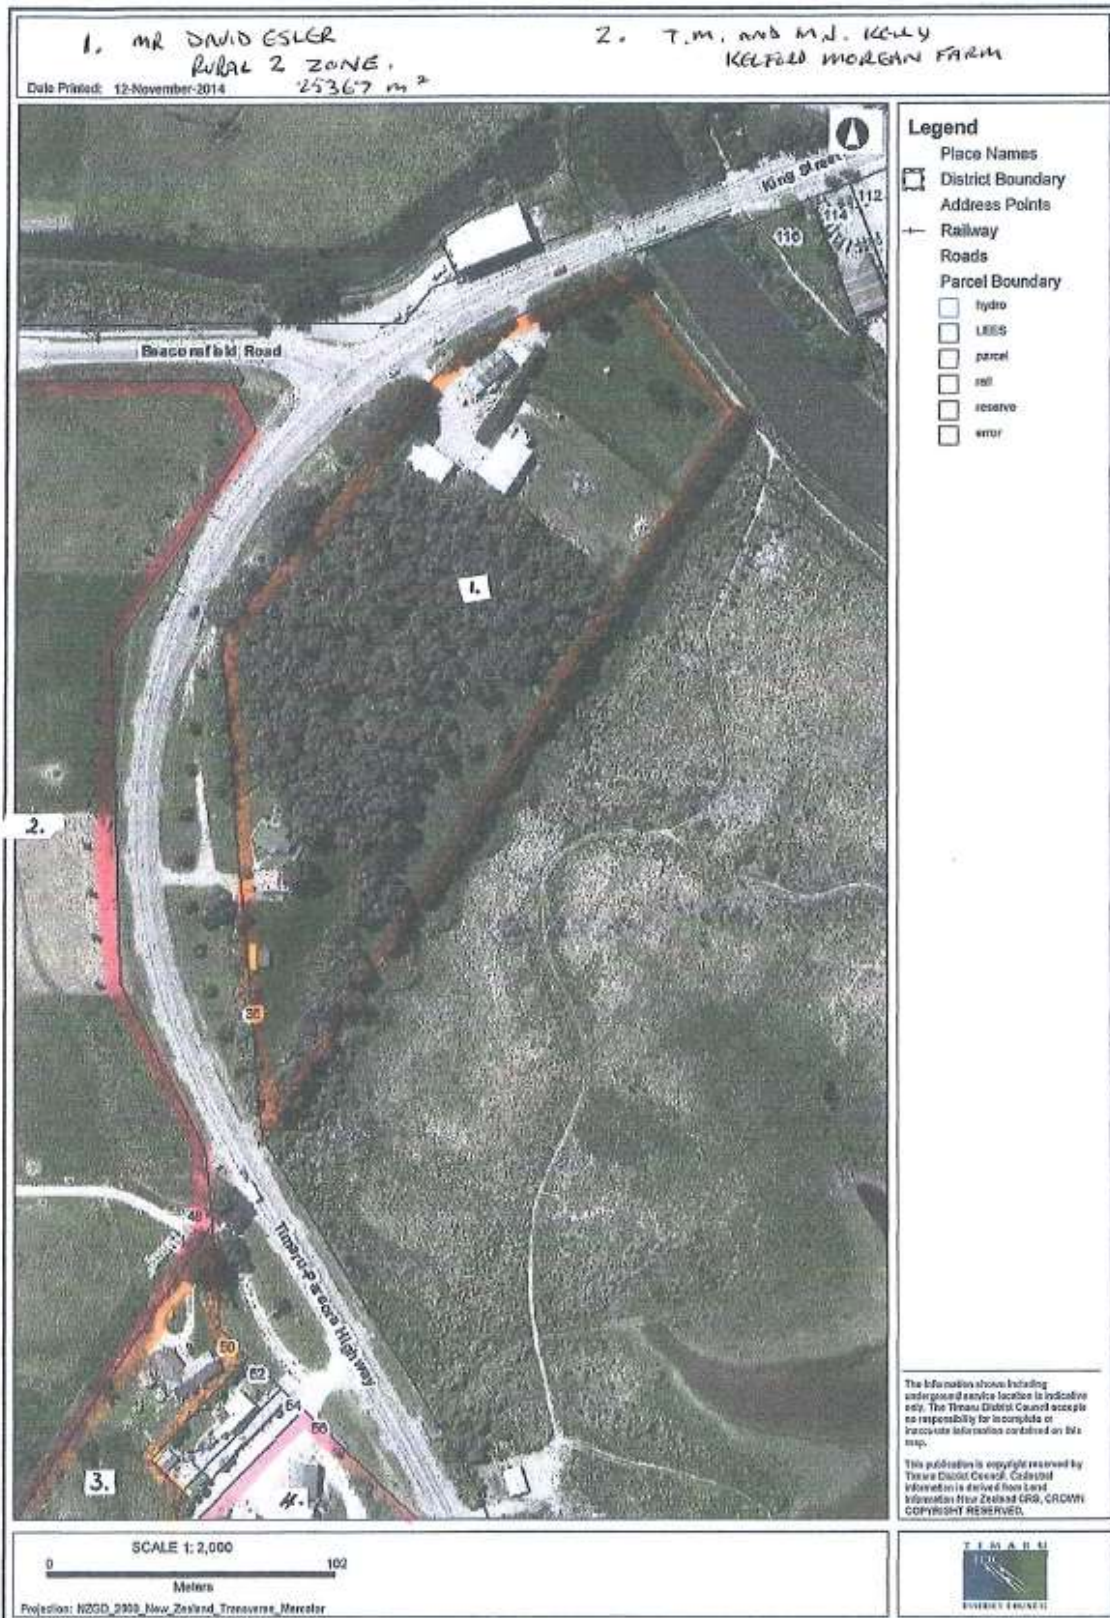 1. MR DAVID ESLER
RURAL 2 ZONE.
25367 m²
2. T.M. AND M.J. KELLY
KELFORD MORGAN FARM
Date Printed: 12-November-2014
King Street
112
114
116
Beaconsfield Road
1.
2.
36
48
Timaru-Pareora Highway
50
52
54
56
3.
4.
Legend
Place Names
District Boundary
Address Points
Railway
Roads
Parcel Boundary
hydro
parcel
rail
reserve
error
The information shown including
underground service location is indicative
only. The Timaru District Council accepts
no responsibility for incomplete or
inaccurate information contained on this
map.
This publication is copyright reserved by
Timaru District Council. Cadastral
information is derived from Land
Information New Zealand CRS, CROWN
COPYRIGHT RESERVED.
SCALE 1: 2,000
0 102
Meters
Projection: NZGD_2000_New_Zealand_Transverse_Mercator
TIMARU
DISTRICT COUNCIL